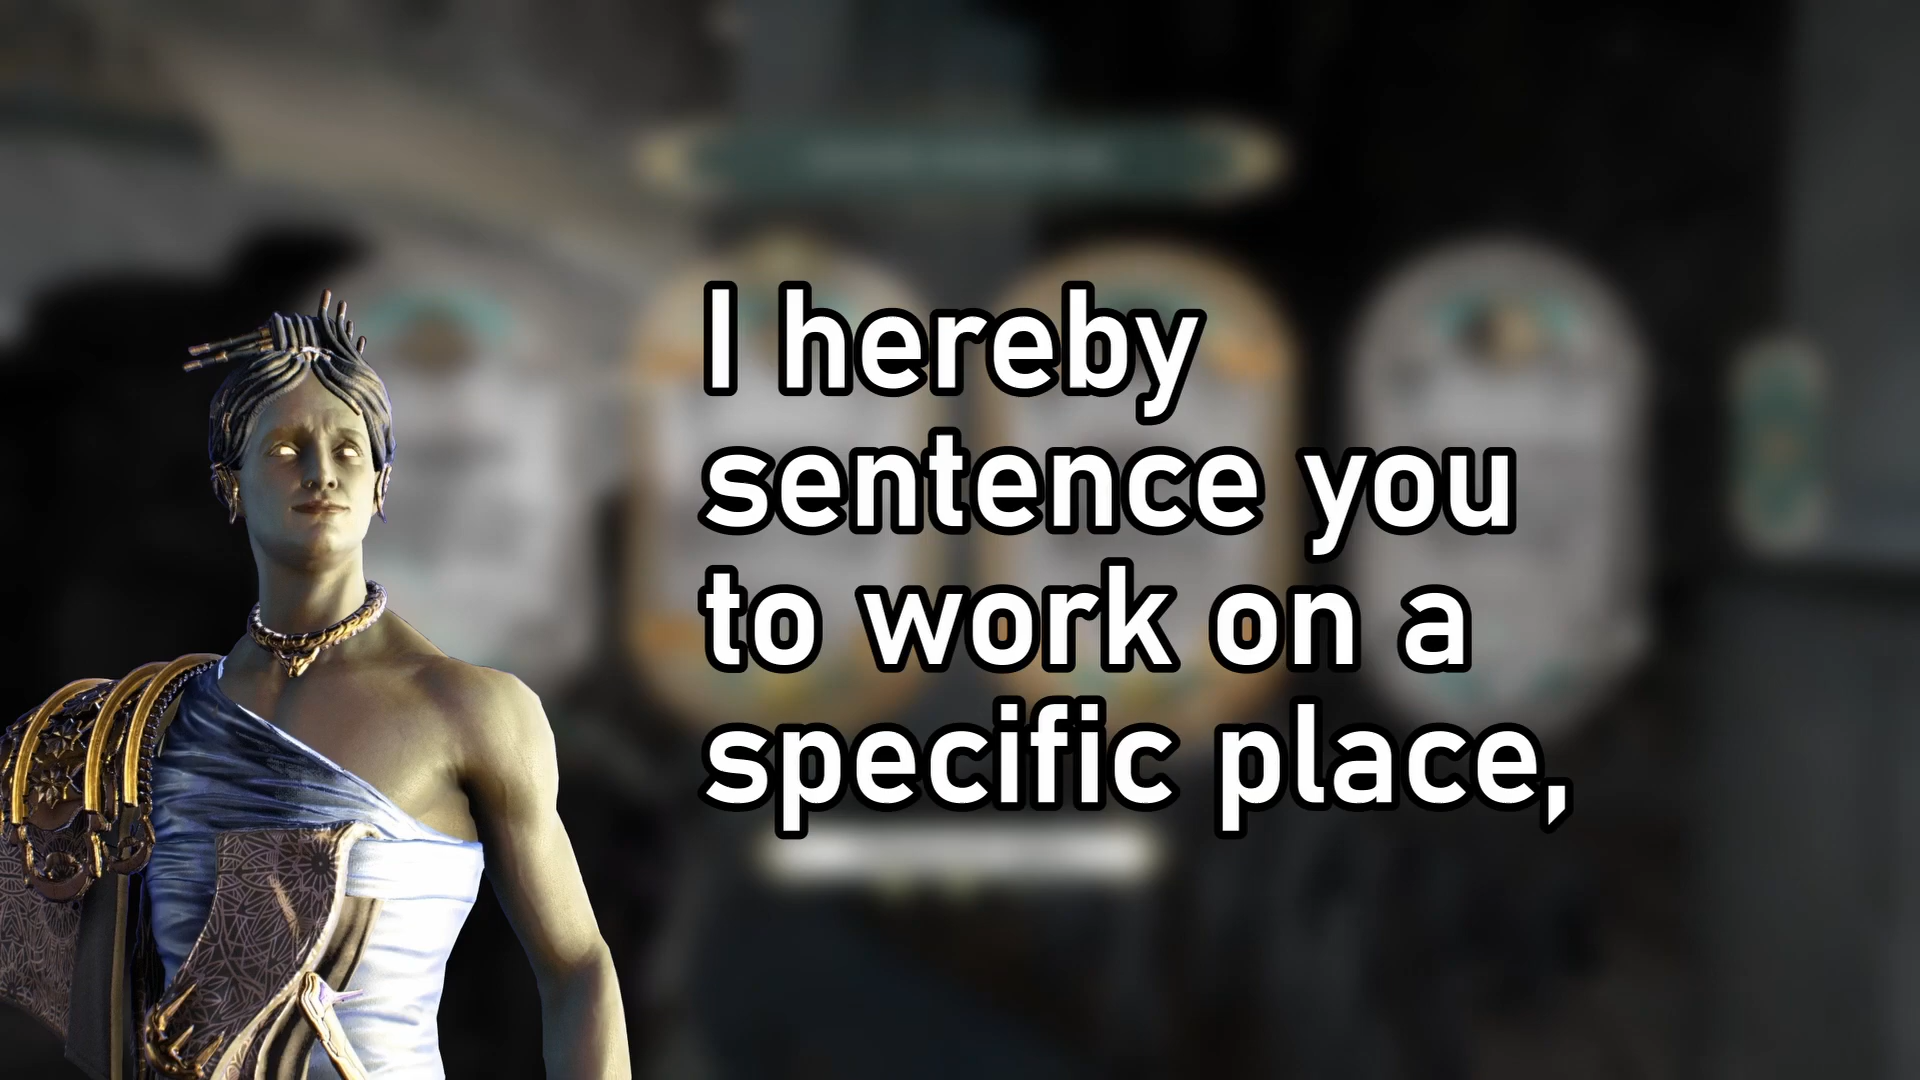 I hereby
sentence you
to work on a
specific place,